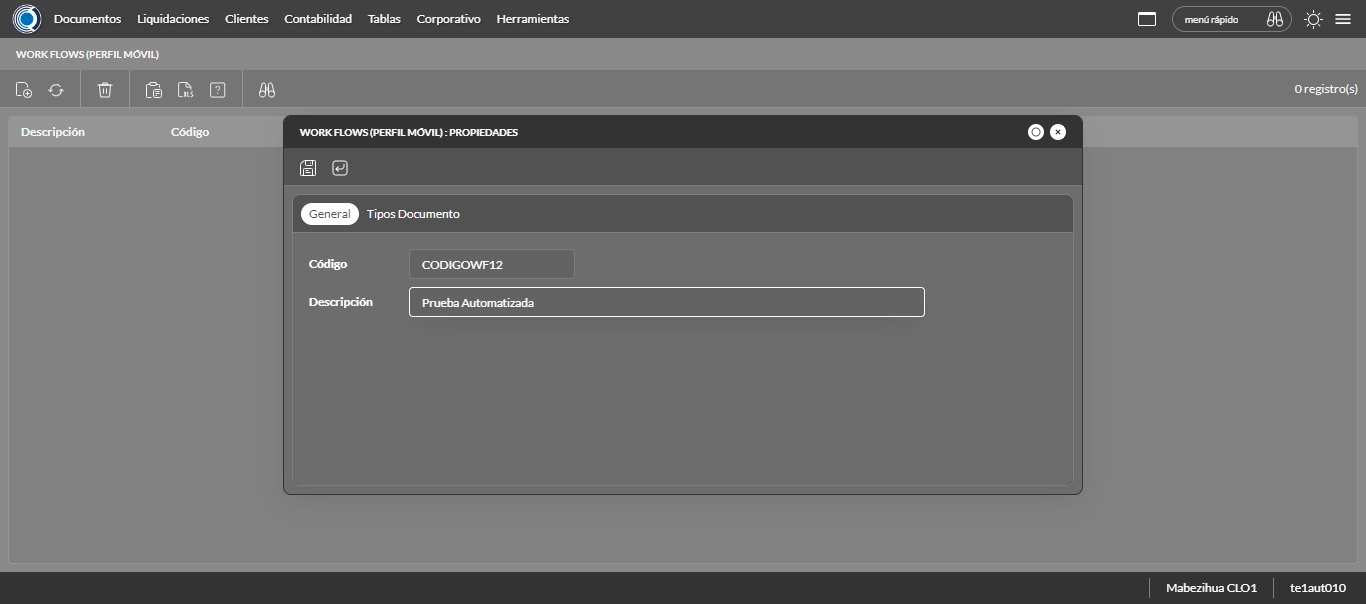 Documentos Liquidaciones Clientes Contabilidad Tablas Corporativo Herramientas menú rápido
WORK FLOWS (PERFIL MÓVIL)
XLS ? 0 registro(s)
Descripción Código
WORK FLOWS (PERFIL MÓVIL) : PROPIEDADES
General Tipos Documento
Código CODIGOWF12
Descripción Prueba Automatizada
Mabezihua CLO1 te1aut010